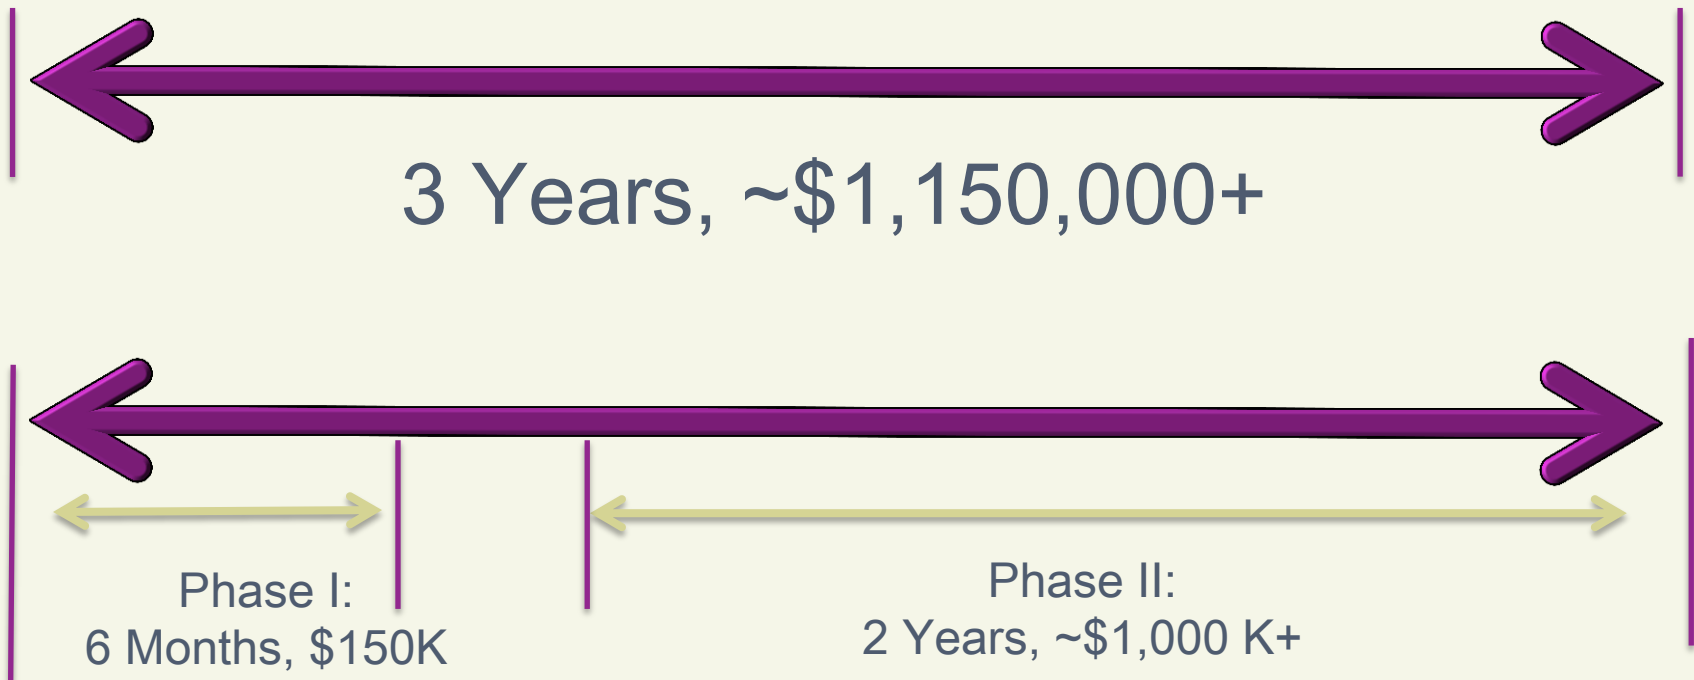 3 Years, ~$1,150,000+
Phase I:
6 Months, $150K
Phase II:
2 Years, ~$1,000 K+